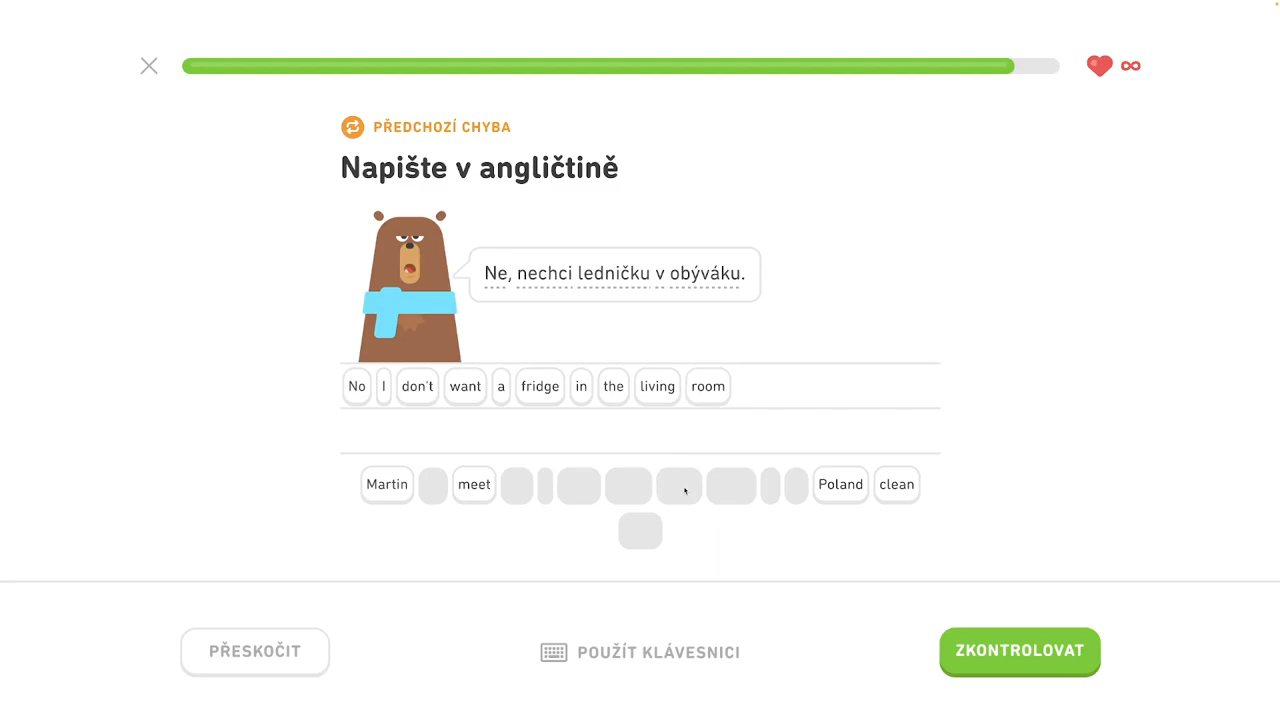 PŘEDCHOZÍ CHYBA
Napište v angličtině
Ne, nechci ledničku v obýváku.
No I don't want a fridge in the living room
Martin meet Poland clean
PŘESKOČIT POUŽÍT KLÁVESNICI ZKONTROLOVAT